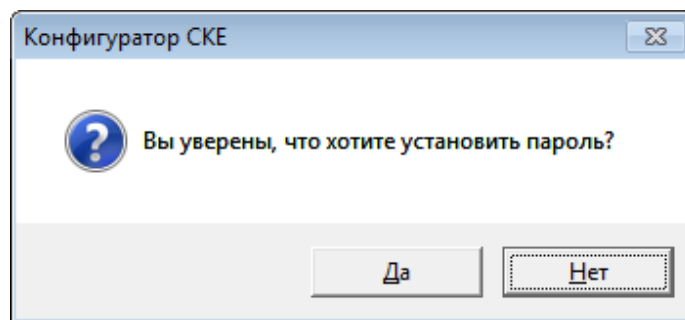 Конфигуратор СКЕ
Вы уверены, что хотите установить пароль?
Да
Нет